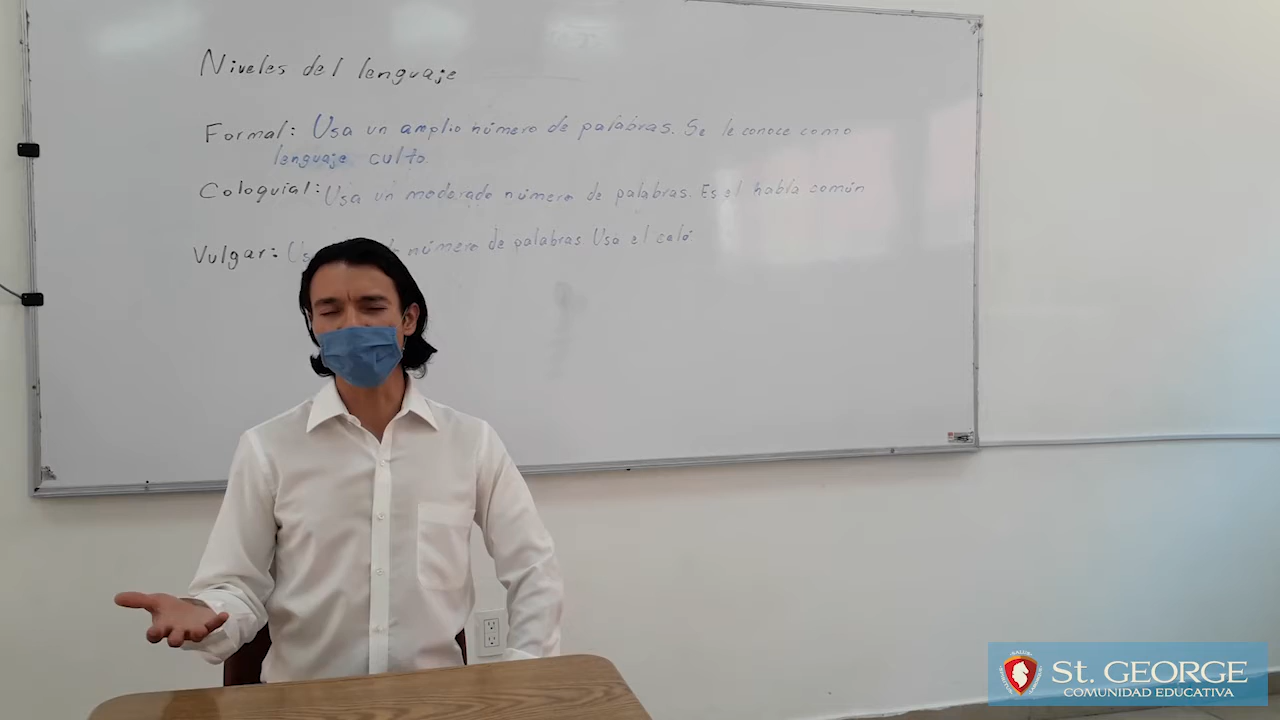 Niveles del lenguaje
Formal: Usa un amplio número de palabras. Se le conoce como
lenguaje culto.
Coloquial: Usa un moderado número de palabras. Es el habla común
Vulgar: número de palabras. Usa el caló
St. GEORGE
COMUNIDAD EDUCATIVA